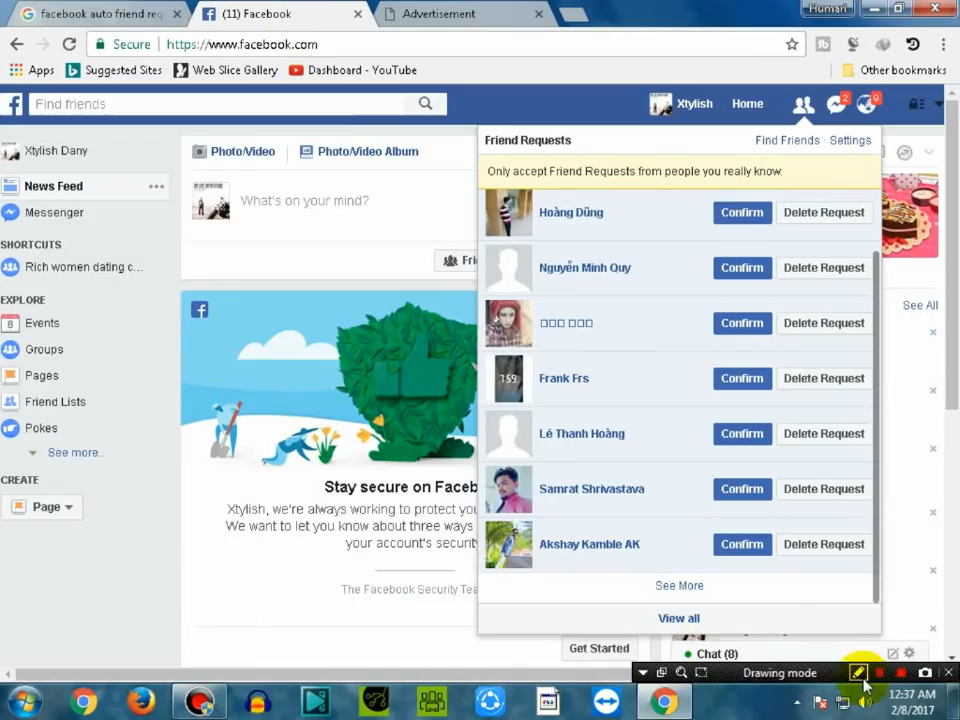 facebook auto friend req
(11) Facebook
Advertisement
Humari
Secure
https://www.facebook.com
Apps
Suggested Sites
Web Slice Gallery
Dashboard - YouTube
Other bookmarks
Find friends
Xtylish
Home
2
9
Xtylish Dany
News Feed
Messenger
SHORTCUTS
Rich women dating c...
EXPLORE
8
Events
Groups
Pages
Friend Lists
Pokes
See more..
CREATE
Page
Photo/Video
Photo/Video Album
What's on your mind?
Fri
Stay secure on Faceb
Xtylish, we're always working to protect yo
We want to let you know about three ways
your account's security
The Facebook Security Tea
Get Started
Friend Requests
Find Friends · Settings
Only accept Friend Requests from people you really know.
Hoàng Dũng
Confirm
Delete Request
Nguyễn Minh Quy
Confirm
Delete Request
Confirm
Delete Request
759
Frank Frs
Confirm
Delete Request
Lê Thanh Hoàng
Confirm
Delete Request
Samrat Shrivastava
Confirm
Delete Request
Akshay Kamble AK
Confirm
Delete Request
See More
View all
See All
Chat (8)
Drawing mode
12:37 AM
2/8/2017